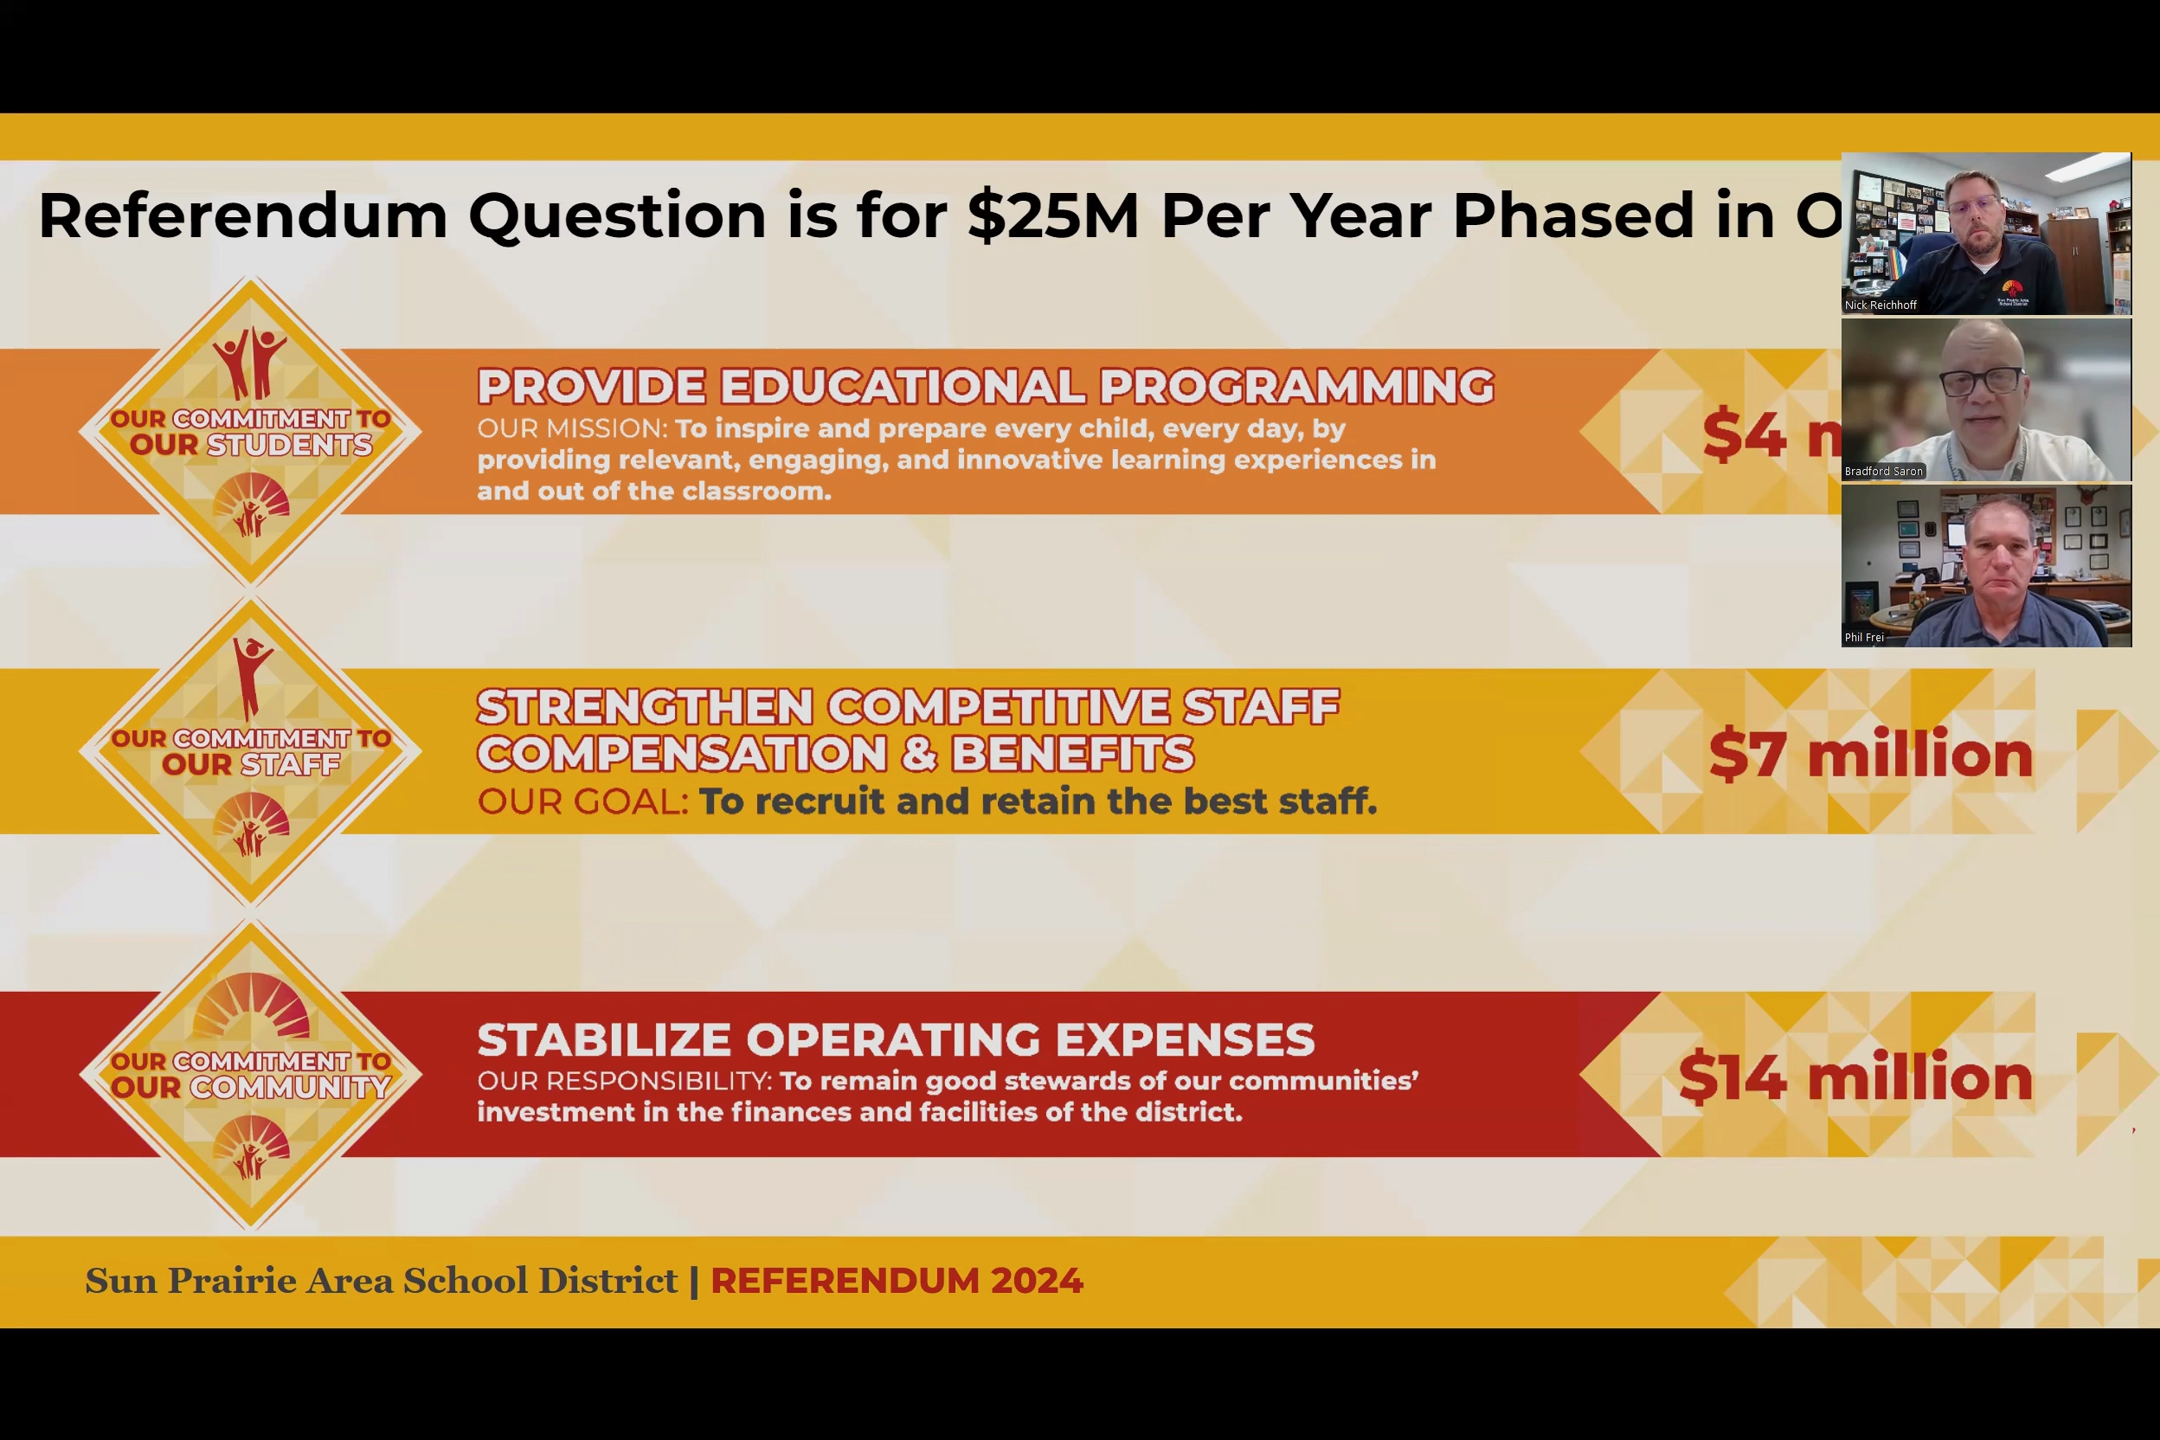 Referendum Question is for $25M Per Year Phased in O
Nick Reichhoff
OUR COMMITMENT TO
OUR STUDENTS
PROVIDE EDUCATIONAL PROGRAMMING
OUR MISSION: To inspire and prepare every child, every day, by
providing relevant, engaging, and innovative learning experiences in
and out of the classroom.
$4 m
Bradford Saron
Phil Frei
OUR COMMITMENT TO
OUR STAFF
STRENGTHEN COMPETITIVE STAFF
COMPENSATION & BENEFITS
OUR GOAL: To recruit and retain the best staff.
$7 million
OUR COMMITMENT TO
OUR COMMUNITY
STABILIZE OPERATING EXPENSES
OUR RESPONSIBILITY: To remain good stewards of our communities’
investment in the finances and facilities of the district.
$14 million
Sun Prairie Area School District | REFERENDUM 2024